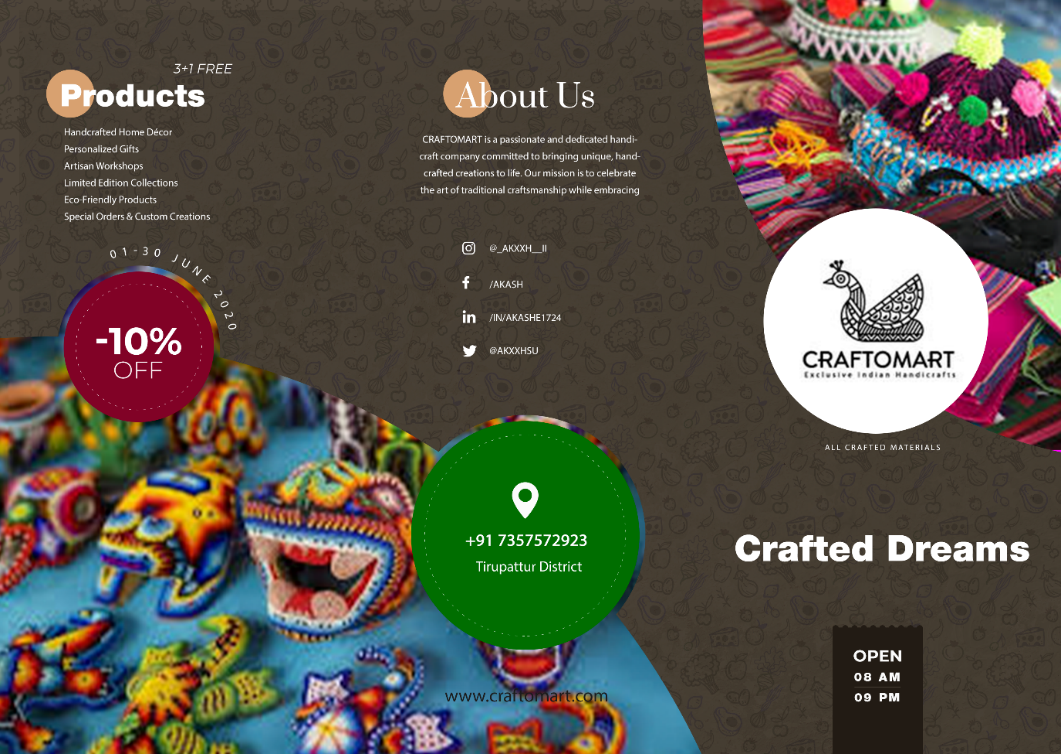 3+1 FREE
Products
Handcrafted Home Décor
Personalized Gifts
Artisan Workshops
Limited Edition Collections
Eco-Friendly Products
Special Orders & Custom Creations
01-30 JUNE 2020
-10%
OFF
About Us
CRAFTOMART is a passionate and dedicated handi-
craft company committed to bringing unique, hand-
crafted creations to life. Our mission is to celebrate
the art of traditional craftsmanship while embracing
@_AKXXH__II
/AKASH
/IN/AKASHE1724
@AKXXHSU
+91 7357572923
Tirupattur District
www.craftomart.com
CRAFTOMART
Exclusive Indian Handicrafts
ALL CRAFTED MATERIALS
Crafted Dreams
OPEN
08 AM
09 PM